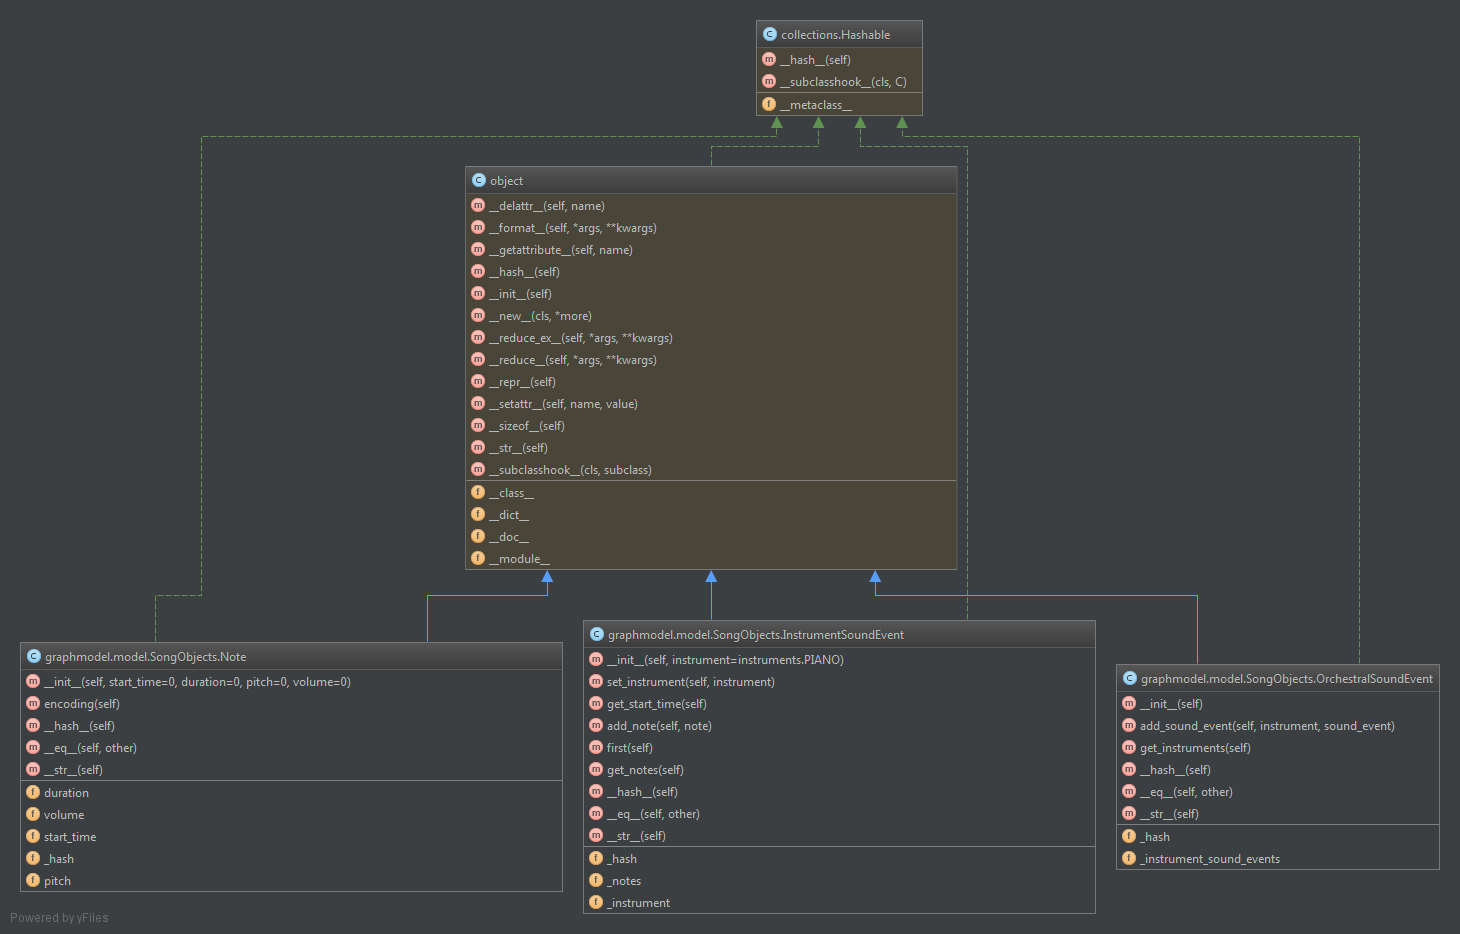 C collections.Hashable
m __hash__(self)
m __subclasshook__(cls, C)
f __metaclass__
C object
m __delattr__(self, name)
m __format__(self, *args, **kwargs)
m __getattribute__(self, name)
m __hash__(self)
m __init__(self)
m __new__(cls, *more)
m __reduce_ex__(self, *args, **kwargs)
m __reduce__(self, *args, **kwargs)
m __repr__(self)
m __setattr__(self, name, value)
m __sizeof__(self)
m __str__(self)
m __subclasshook__(cls, subclass)
f __class__
f __dict__
f __doc__
f __module__
C graphmodel.model.SongObjects.Note
m __init__(self, start_time=0, duration=0, pitch=0, volume=0)
m encoding(self)
m __hash__(self)
m __eq__(self, other)
m __str__(self)
f duration
f volume
f start_time
f _hash
f pitch
C graphmodel.model.SongObjects.InstrumentSoundEvent
m __init__(self, instrument=instruments.PIANO)
m set_instrument(self, instrument)
m get_start_time(self)
m add_note(self, note)
m first(self)
m get_notes(self)
m __hash__(self)
m __eq__(self, other)
m __str__(self)
f _hash
f _notes
f _instrument
C graphmodel.model.SongObjects.OrchestralSoundEvent
m __init__(self)
m add_sound_event(self, instrument, sound_event)
m get_instruments(self)
m __hash__(self)
m __eq__(self, other)
m __str__(self)
f _hash
f _instrument_sound_events
Powered by yFiles